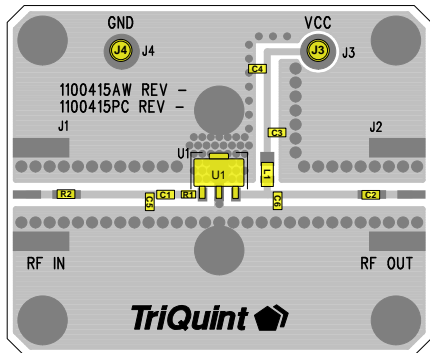 GND
VCC
J4
J4
J3
J3
C4
1100415AW REV -
1100415PC REV -
J1
C3
J2
U1
U1
L1
R2
C5
C1
R1
C6
C2
RF IN
RF OUT
TriQuint